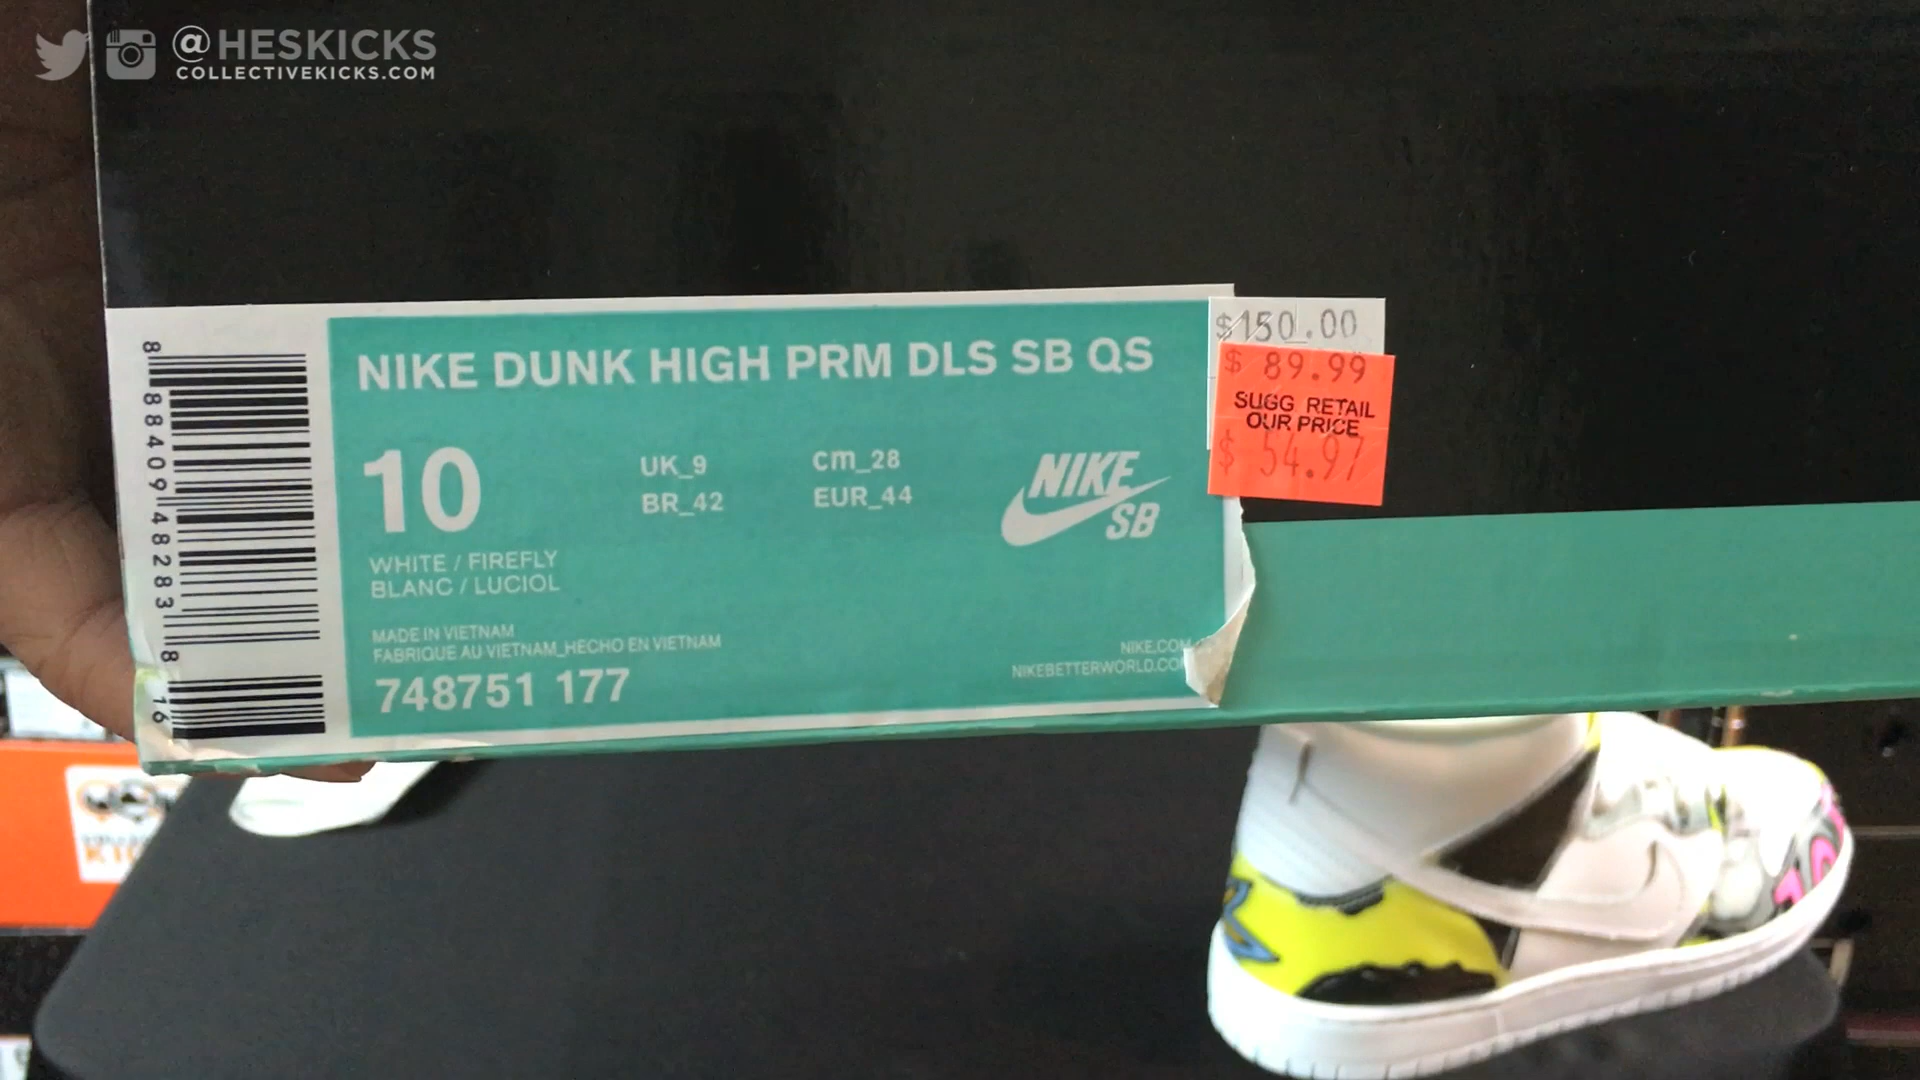 @HESKICKS
COLLECTIVEKICKS.COM
NIKE DUNK HIGH PRM DLS SB QS
$150.00
$ 89.99
SUGG RETAIL
OUR PRICE
$ 54.97
10
UK_9
cm_28
BR_42
EUR_44
NIKE
SB
WHITE / FIREFLY
BLANC / LUCIOL
MADE IN VIETNAM
FABRIQUE AU VIETNAM_HECHO EN VIETNAM
748751 177
NIKE.COM
NIKEBETTERWORLD.CO
8 88409 48283 8
16